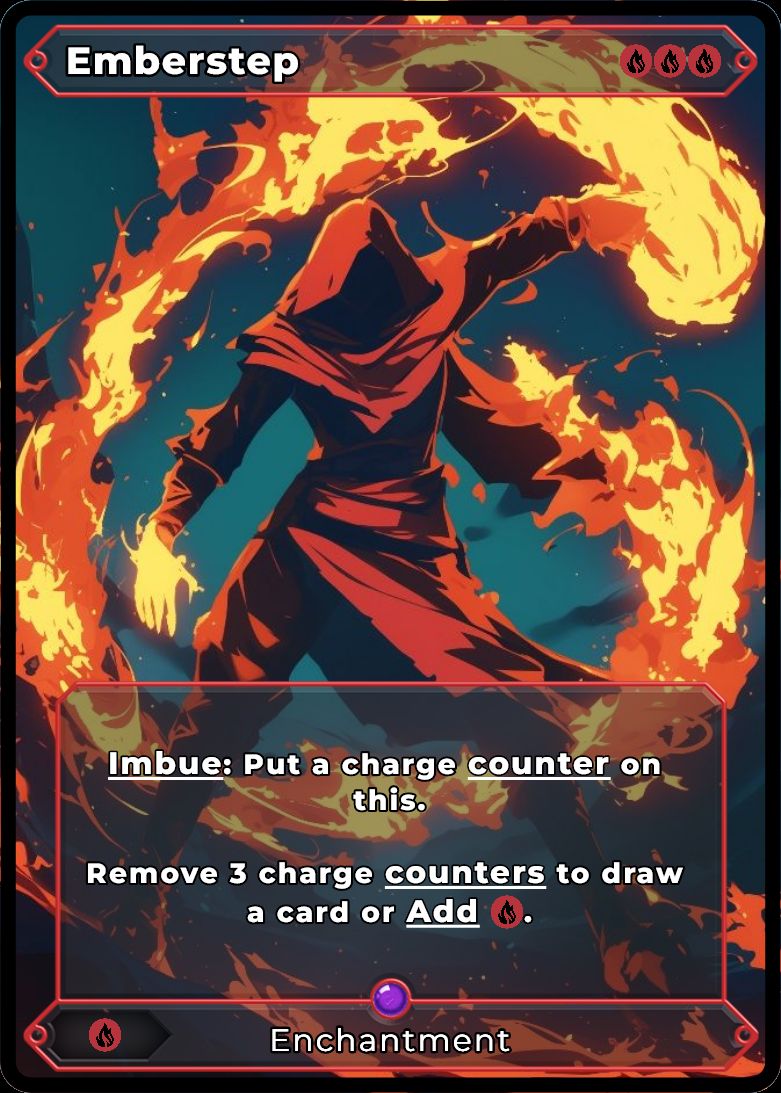 Emberstep
Imbue: Put a charge counter on
this.
Remove 3 charge counters to draw
a card or Add .
Enchantment